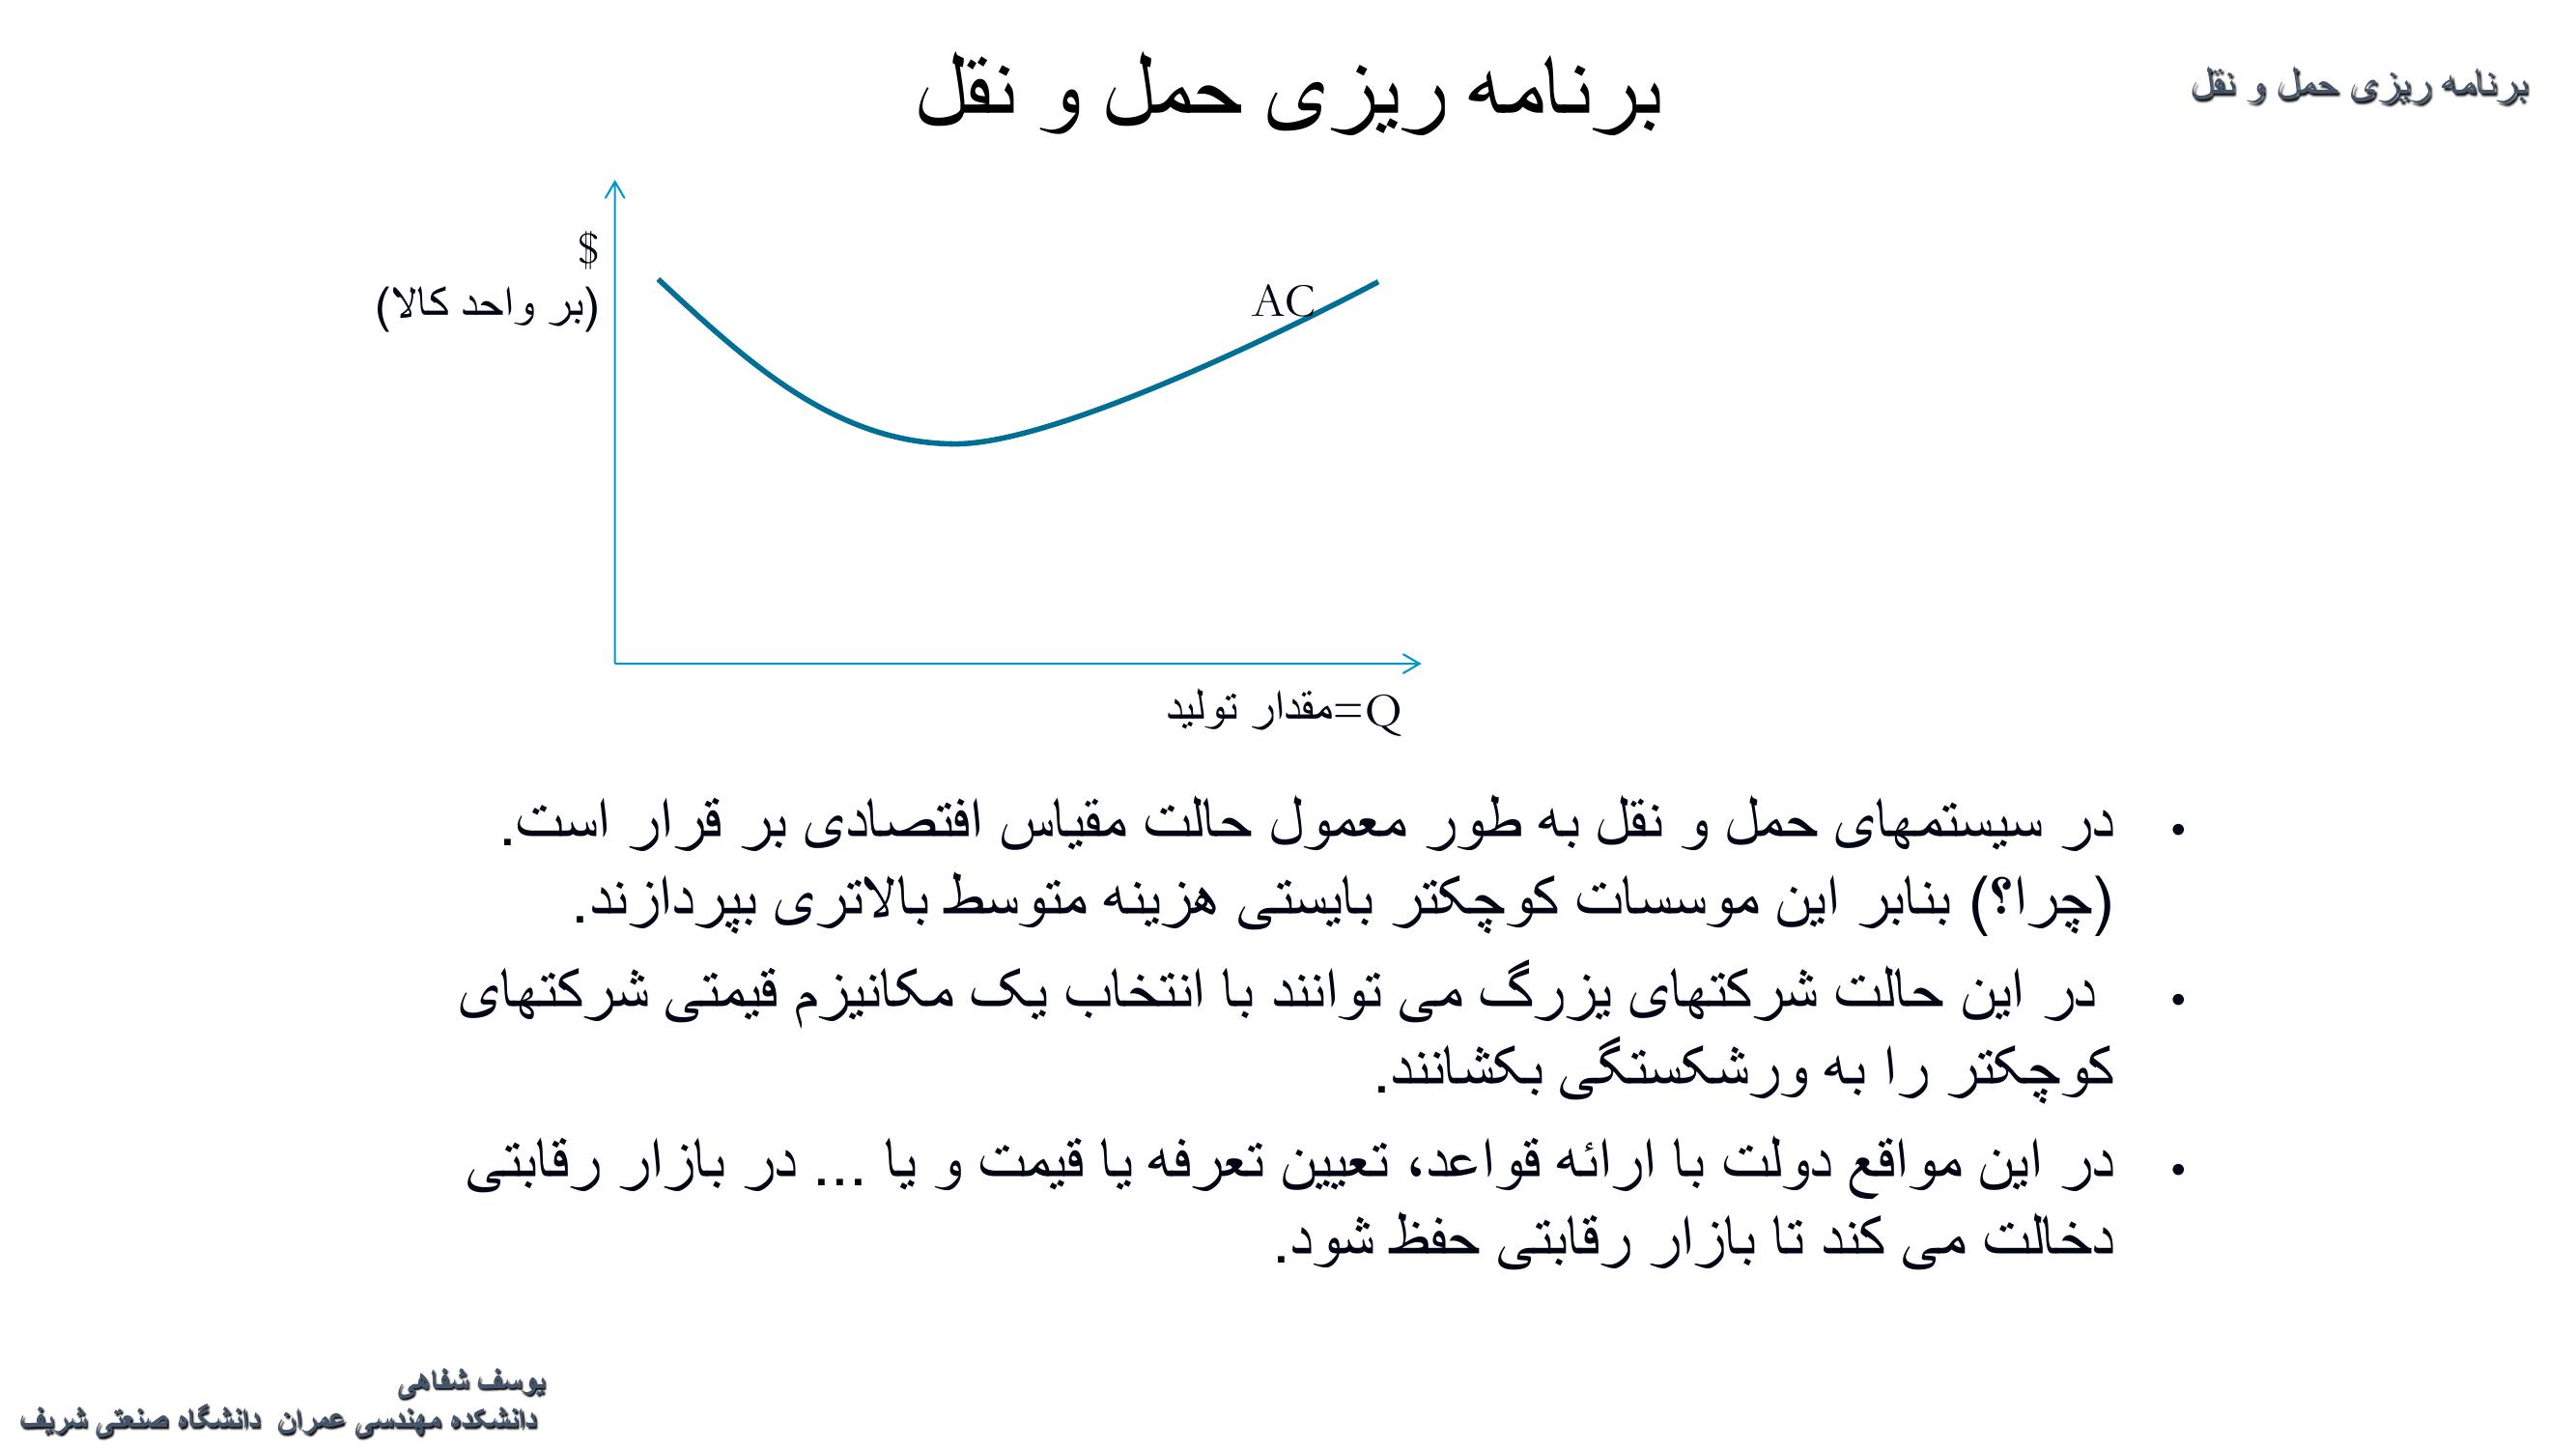 برنامه ریزی حمل و نقل
برنامه ریزی حمل و نقل
$
(بر واحد کالا)
AC
Q=مقدار تولید
• در سیستمهای حمل و نقل به طور معمول حالت مقیاس افتصادی بر قرار است.
(چرا؟) بنابر این موسسات کوچکتر بایستی هزینه متوسط بالاتری بپردازند.
• در این حالت شرکتهای یزرگ می توانند با انتخاب یک مکانیزم قیمتی شرکتهای
کوچکتر را به ورشکستگی بکشانند.
• در این مواقع دولت با ارائه قواعد، تعیین تعرفه یا قیمت و یا ... در بازار رقابتی
دخالت می کند تا بازار رقابتی حفظ شود.
یوسف شفاهی
دانشکده مهندسی عمران دانشگاه صنعتی شریف